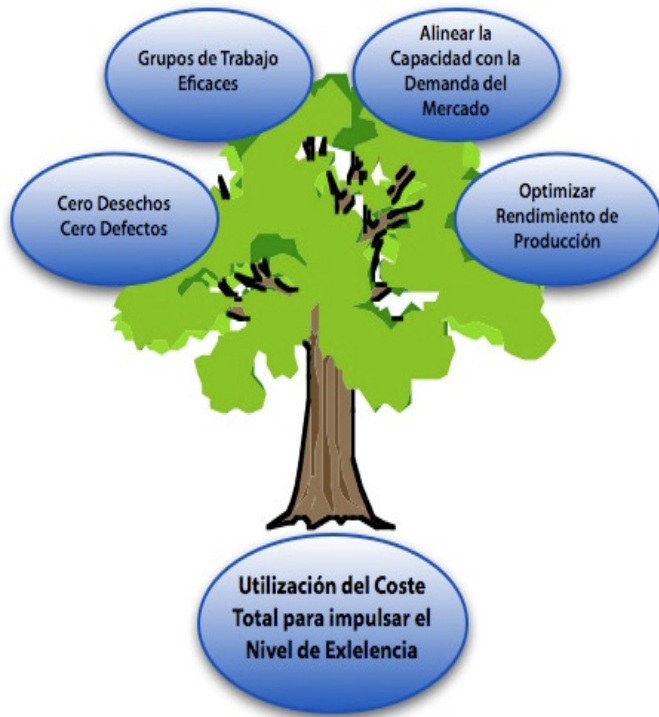 Grupos de Trabajo
Eficaces
Alinear la
Capacidad con la
Demanda del
Mercado
Cero Desechos
Cero Defectos
Optimizar
Rendimiento de
Producción
Utilización del Coste
Total para impulsar el
Nivel de Exlelencia